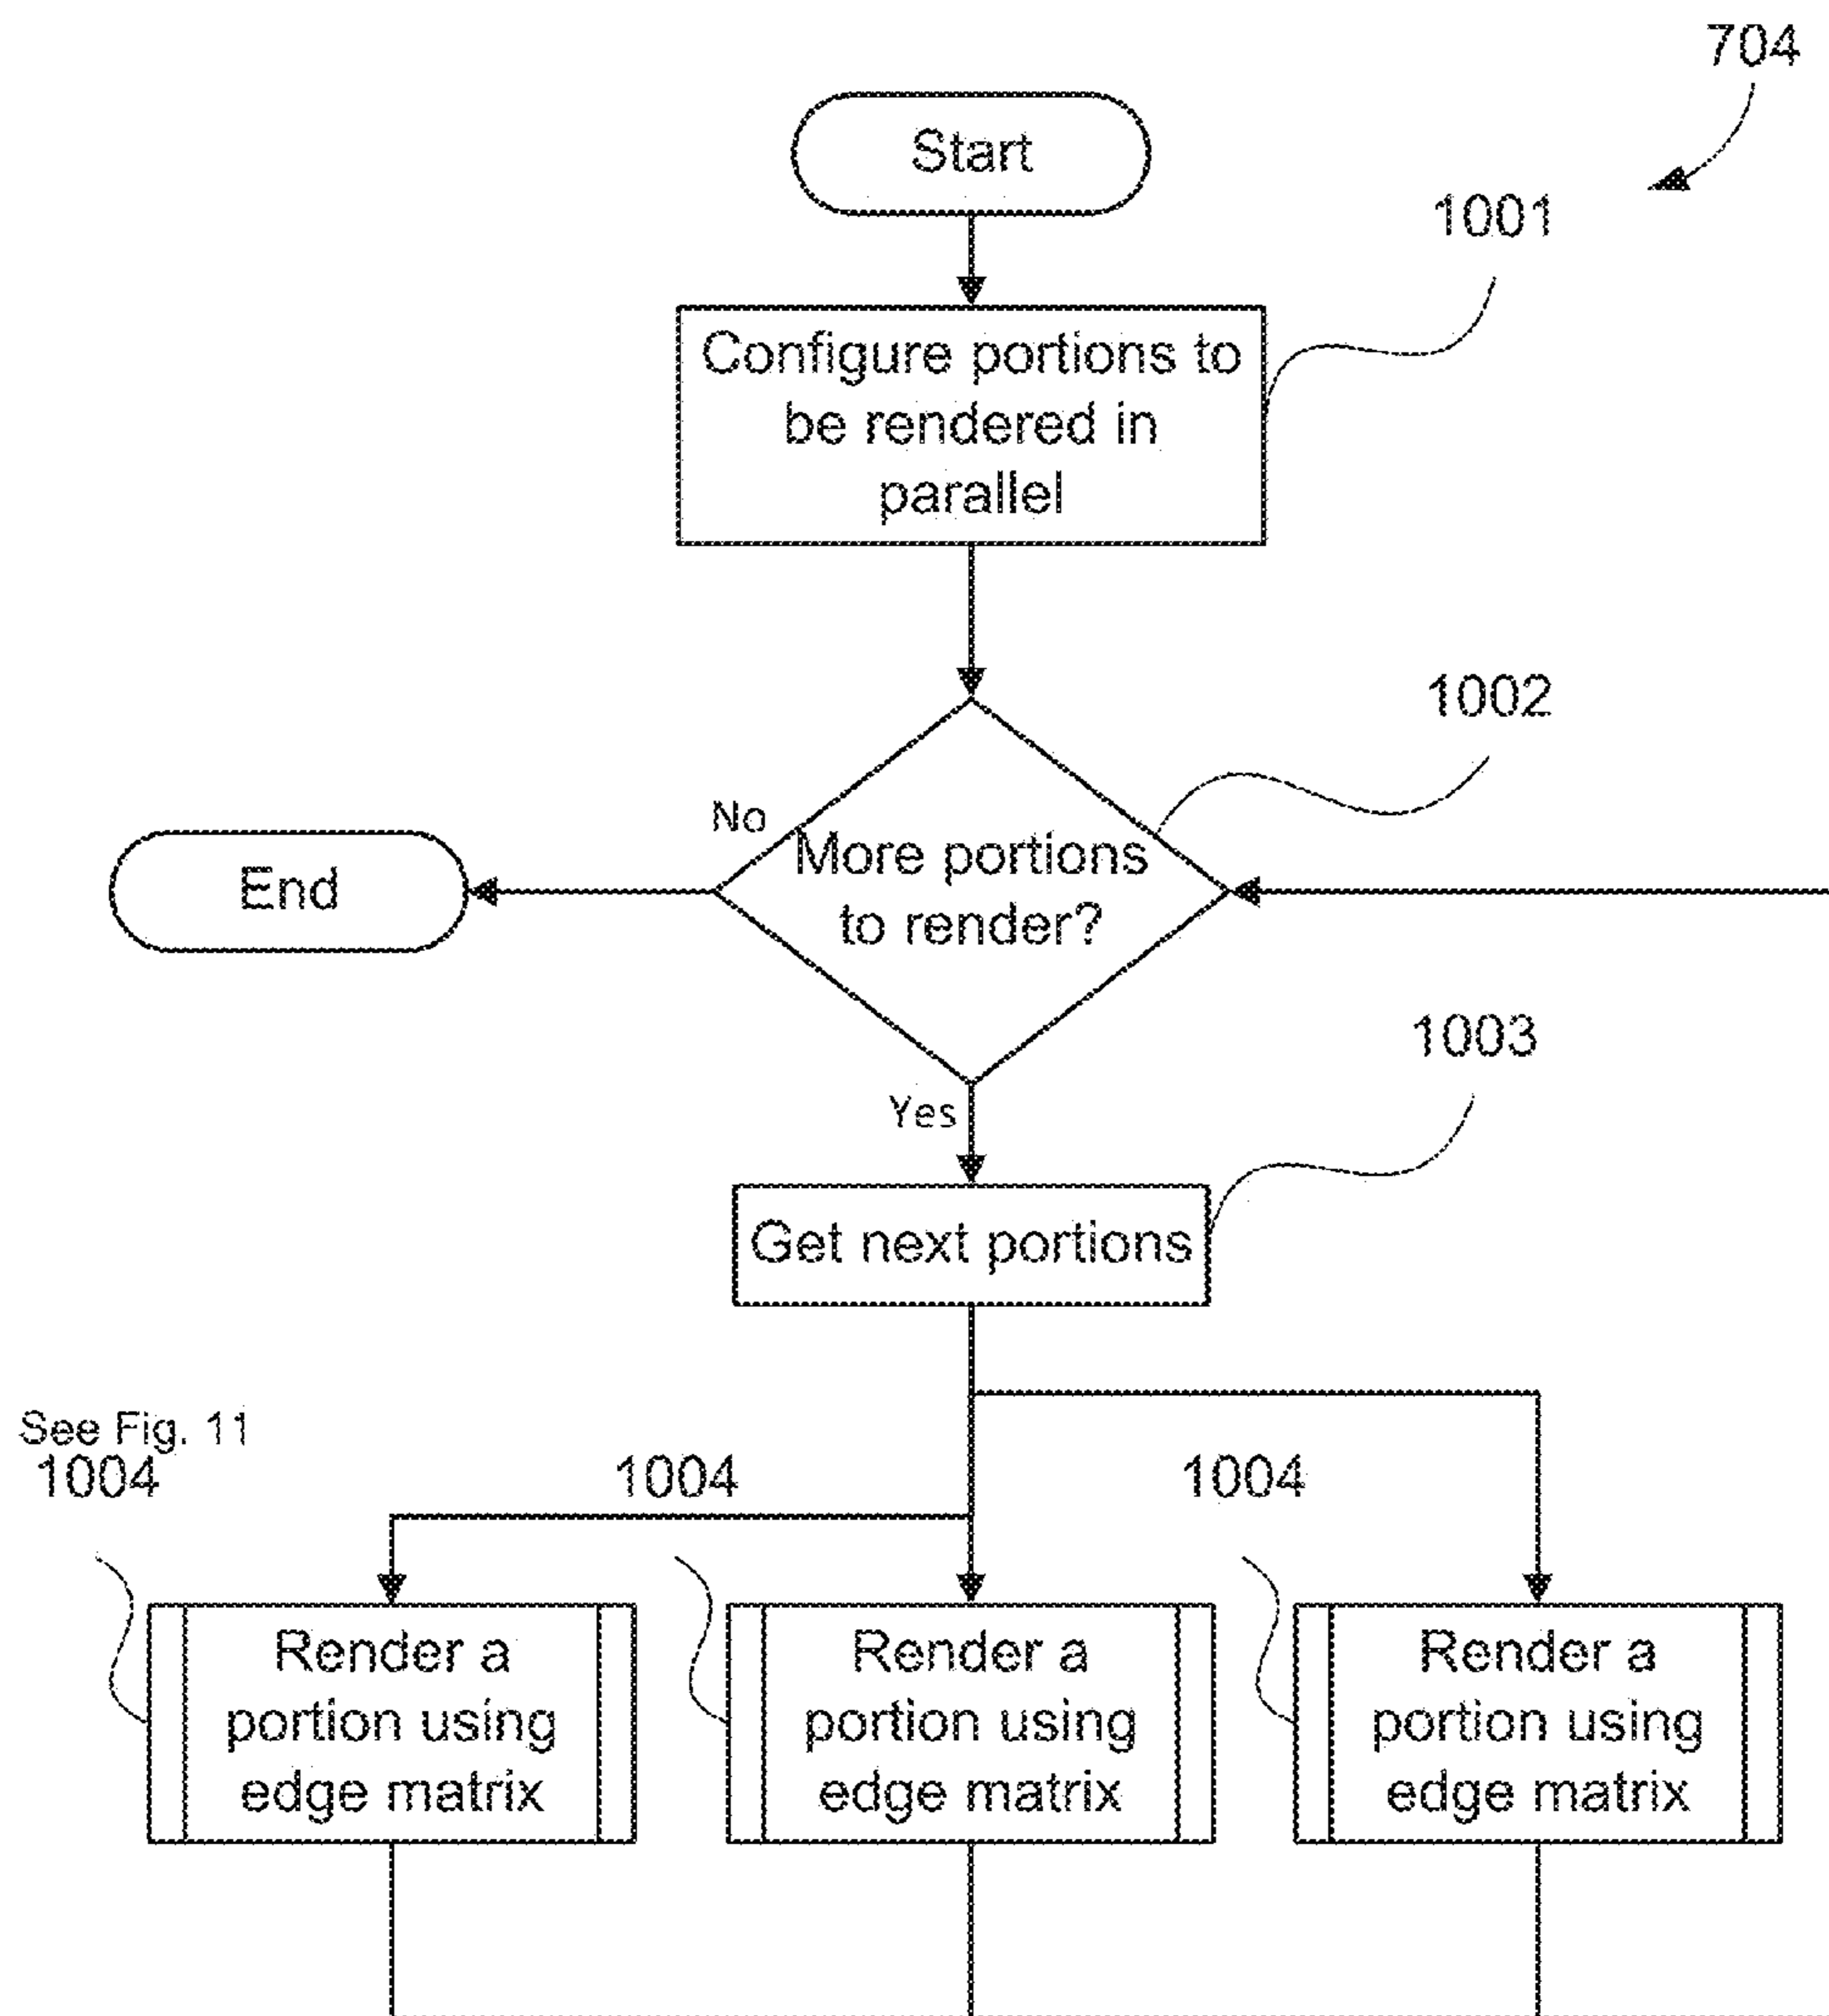 704
Start
1001
Configure portions to
be rendered in
parallel
1002
No
More portions
to render?
End
1003
Yes
Get next portions
See Fig. 11
1004
1004
1004
Render a
portion using
edge matrix
Render a
portion using
edge matrix
Render a
portion using
edge matrix